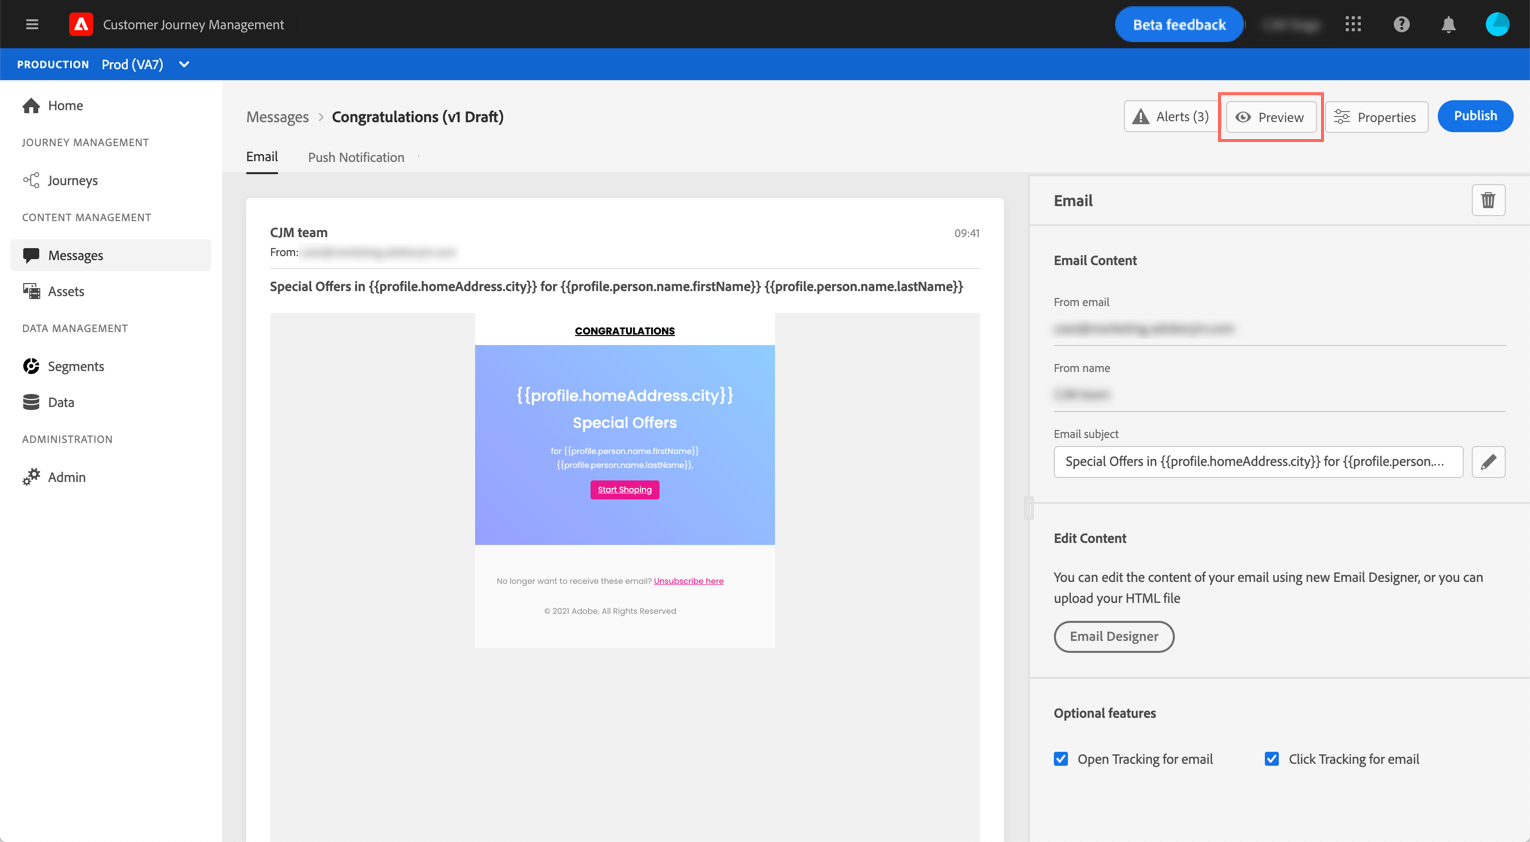 Customer Journey Management
Beta feedback
PRODUCTION Prod (VA7)
Home
JOURNEY MANAGEMENT
Journeys
CONTENT MANAGEMENT
Messages
Assets
DATA MANAGEMENT
Segments
Data
ADMINISTRATION
Admin
Messages > Congratulations (v1 Draft)
Alerts (3)
Preview
Properties
Publish
Email
Push Notification
CJM team
09:41
From:
Special Offers in {{profile.homeAddress.city}} for {{profile.person.name.firstName}} {{profile.person.name.lastName}}
CONGRATULATIONS
{{profile.homeAddress.city}}
Special Offers
for {{profile.person.name.firstName}}
{{profile.person.name.lastName}},
Start Shoping
No longer want to receive these email? Unsubscribe here
© 2021 Adobe. All Rights Reserved
Email
Email Content
From email
From name
Email subject
Special Offers in {{profile.homeAddress.city}} for {{profile.person....
Edit Content
You can edit the content of your email using new Email Designer, or you can
upload your HTML file
Email Designer
Optional features
Open Tracking for email
Click Tracking for email